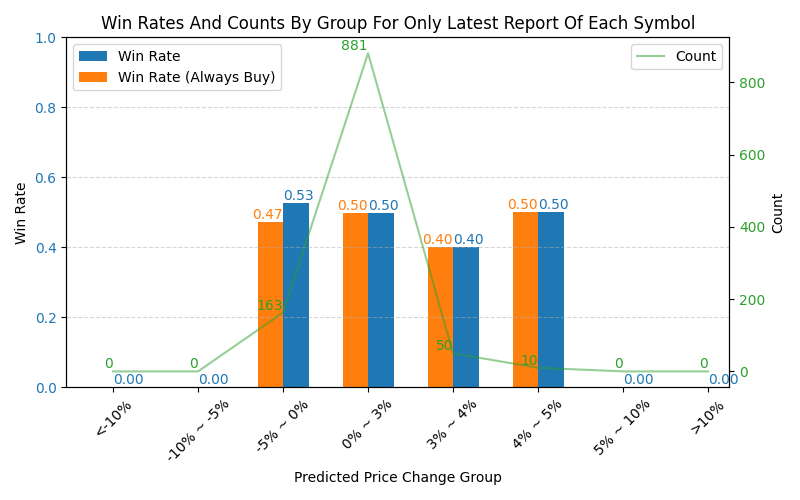 Win Rates And Counts By Group For Only Latest Report Of Each Symbol
Win Rate
Win Rate (Always Buy)
Count
1.0
0.8
0.6
0.4
0.2
0.0
Win Rate
800
600
400
200
0
Count
881
0.47
0.53
0.50
0.50
0.40
0.40
0.50
0.50
163
50
10
0
0
0
0
0.00
0.00
0.00
0.00
<-10%
-10% ~ -5%
-5% ~ 0%
0% ~ 3%
3% ~ 4%
4% ~ 5%
5% ~ 10%
>10%
Predicted Price Change Group